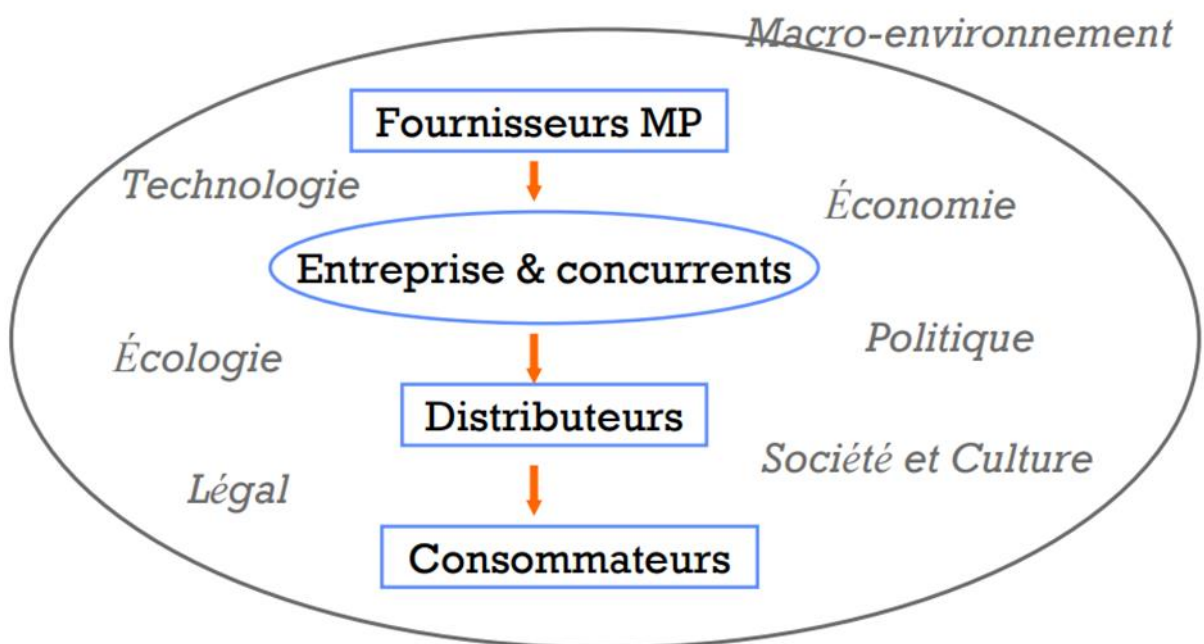 Macro-environnement
Fournisseurs MP
Technologie
Économie
Entreprise & concurrents
Politique
Écologie
Distributeurs
Société et Culture
Légal
Consommateurs